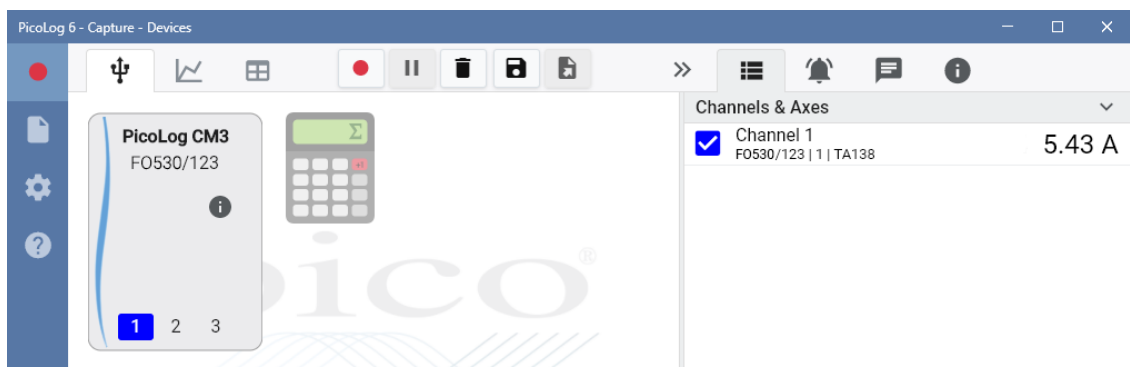 PicoLog 6 - Capture - Devices
Channels & Axes
PicoLog CM3
FO530/123
Σ
+1
Channel 1
FO530/123 | 1 | TA138
5.43 A
pico®
1 2 3